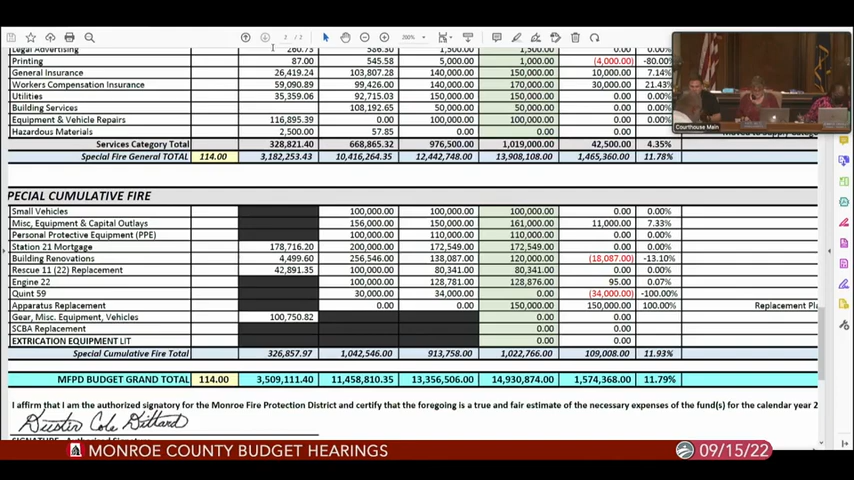 2 / 2 200%
Legal Advertising 260.73 586.30 1,500.00 1,500.00 0.00 0.00%
Printing 87.00 545.58 5,000.00 1,000.00 (4,000.00) -80.00%
General Insurance 26,419.24 103,807.28 140,000.00 150,000.00 10,000.00 7.14%
Workers Compensation Insurance 59,090.89 99,426.00 140,000.00 170,000.00 30,000.00 21.43%
Utilities 35,359.06 92,715.03 150,000.00 150,000.00 0.00 0.00%
Building Services 108,192.65 50,000.00 50,000.00 0.00 0.00%
Equipment & Vehicle Repairs 116,895.39 0.00 100,000.00 100,000.00 0.00 0.00%
Hazardous Materials 2,500.00 57.85 0.00 0.00 0.00 0.00%
Services Category Total 328,821.40 668,865.32 976,500.00 1,019,000.00 42,500.00 4.35%
Special Fire General TOTAL 114.00 3,182,253.43 10,416,264.35 12,442,748.00 13,908,108.00 1,465,360.00 11.78%
Courthouse Main
PECIAL CUMULATIVE FIRE
Small Vehicles 100,000.00 100,000.00 100,000.00 0.00 0.00%
Misc, Equipment & Capital Outlays 156,000.00 150,000.00 161,000.00 11,000.00 7.33%
Personal Protective Equipment (PPE) 100,000.00 110,000.00 110,000.00 0.00 0.00%
Station 21 Mortgage 178,716.20 200,000.00 172,549.00 172,549.00 0.00 0.00%
Building Renovations 4,499.60 256,546.00 138,087.00 120,000.00 (18,087.00) -13.10%
Rescue 11 (22) Replacement 42,891.35 100,000.00 80,341.00 80,341.00 0.00 0.00%
Engine 22 100,000.00 128,781.00 128,876.00 95.00 0.07%
Quint 59 30,000.00 34,000.00 0.00 (34,000.00) -100.00%
Apparatus Replacement 0.00 0.00 150,000.00 150,000.00 100.00% Replacement Pl
Gear, Misc. Equipment, Vehicles 100,750.82 0.00 0.00
SCBA Replacement 0.00 0.00
EXTRICATION EQUIPMENT LIT 0.00 0.00
Special Cumulative Fire Total 326,857.97 1,042,546.00 913,758.00 1,022,766.00 109,008.00 11.93%
MFPD BUDGET GRAND TOTAL 114.00 3,509,111.40 11,458,810.35 13,356,506.00 14,930,874.00 1,574,368.00 11.79%
I affirm that I am the authorized signatory for the Monroe Fire Protection District and certify that the foregoing is a true and fair estimate of the necessary expenses of the fund(s) for the calendar year 2
Dustin Cole Dillard
MONROE COUNTY BUDGET HEARINGS
09/15/22